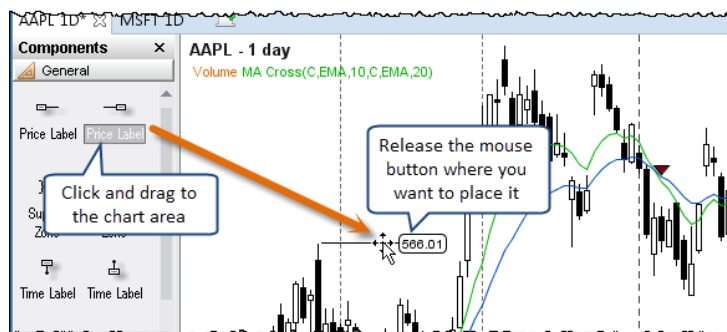 AAPL 1D* MSFT 1D
Components
General
AAPL - 1 day
Volume MA Cross(C,EMA,10,C,EMA,20)
Price Label Price Label
Release the mouse
button where you
want to place it
Click and drag to
the chart area
566.01
Zone Zone
Time Label Time Label